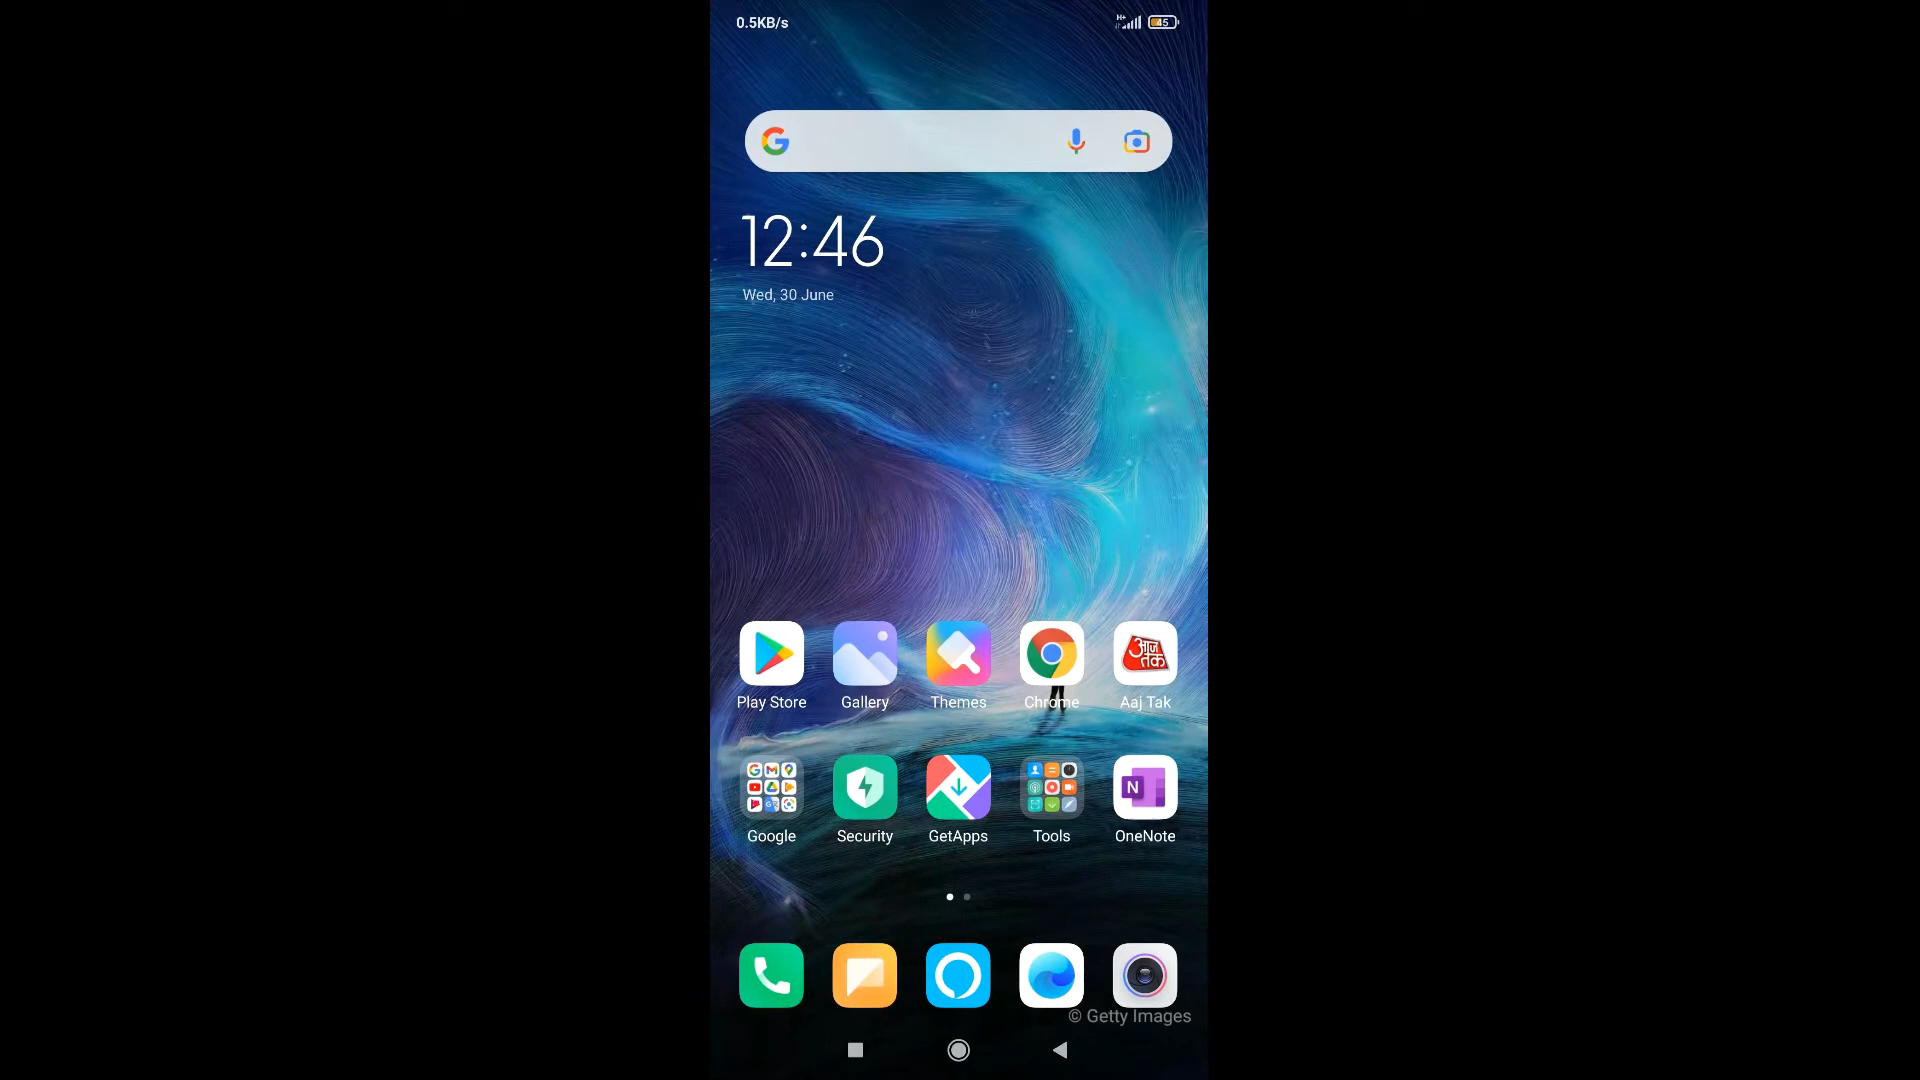 0.5KB/s
H+
45
12:46
Wed, 30 June
Play Store
Gallery
Themes
Chrome
आज तक
Aaj Tak
Google
Security
GetApps
Tools
N
OneNote
© Getty Images